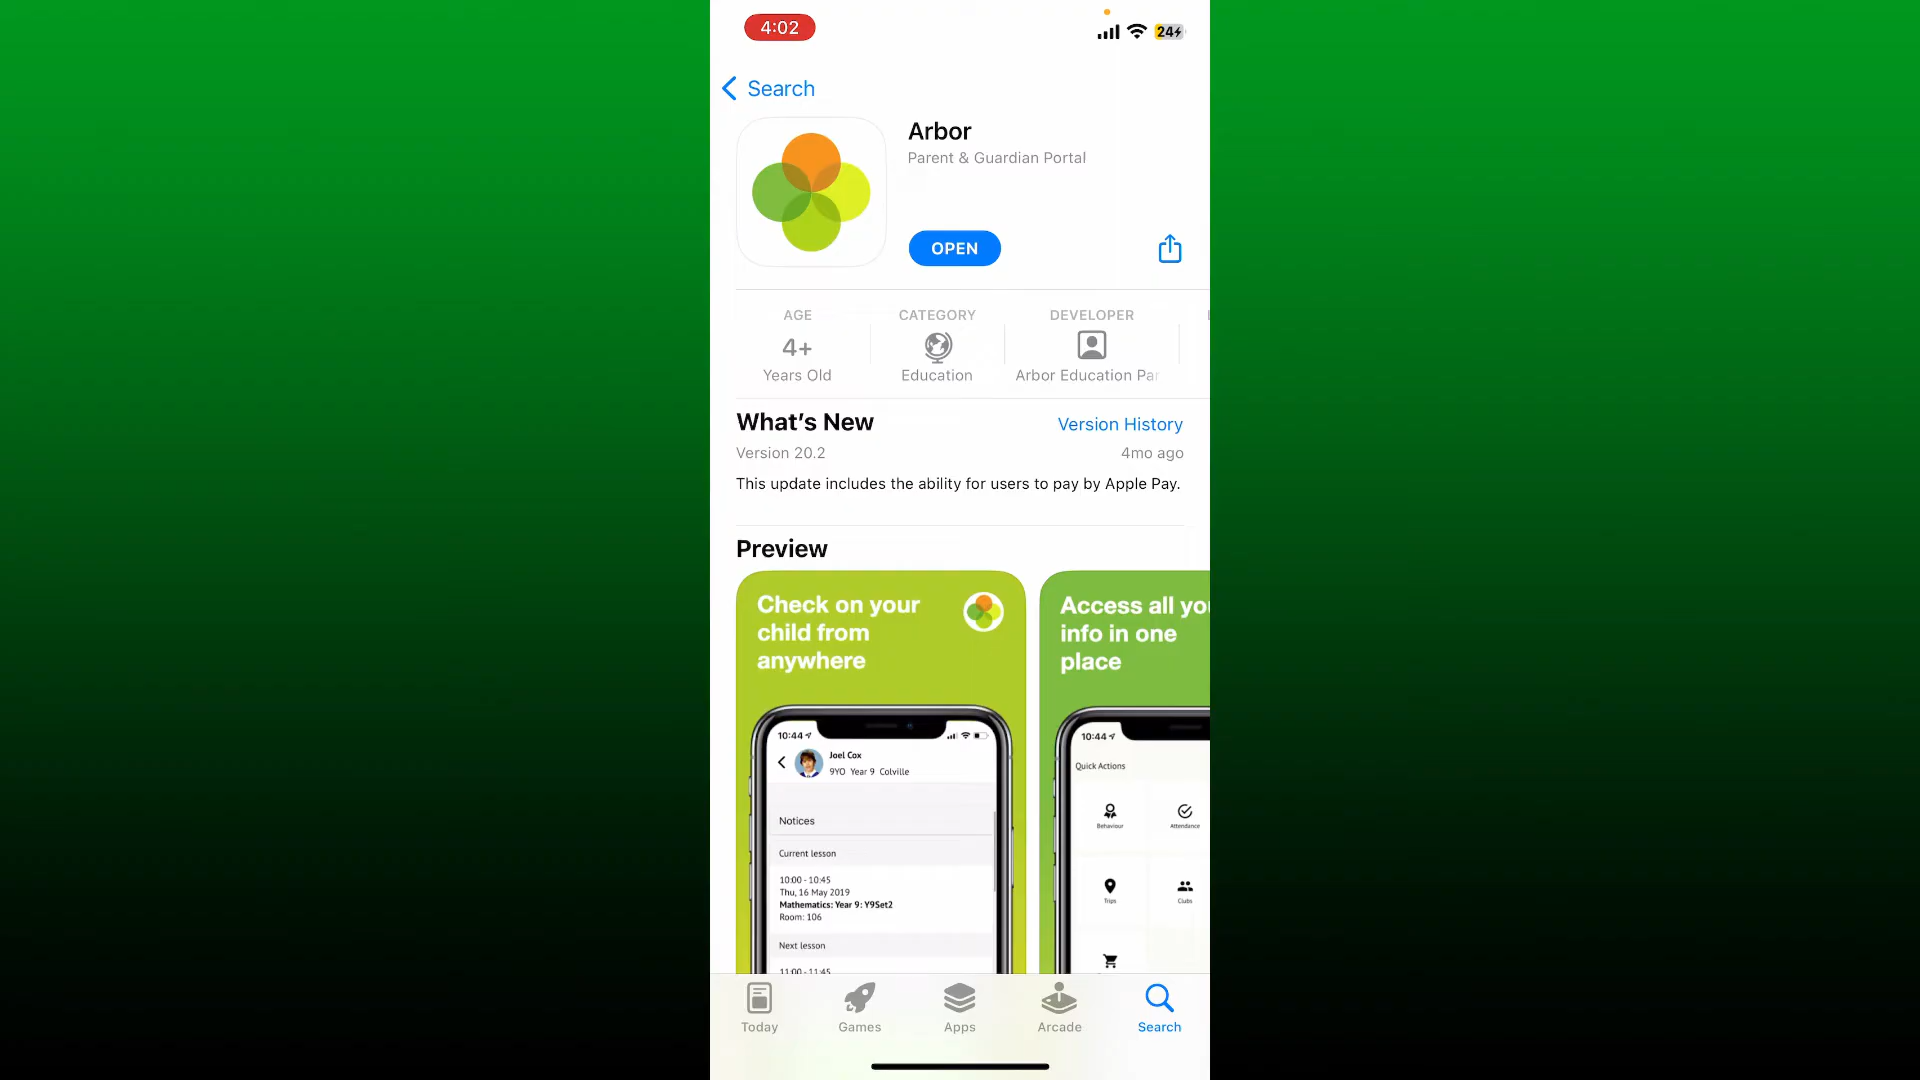 4:02
24
Search
Arbor
Parent & Guardian Portal
OPEN
AGE
CATEGORY
DEVELOPER
4+
Years Old
Education
Arbor Education Par
What's New
Version History
Version 20.2
4mo ago
This update includes the ability for users to pay by Apple Pay.
Preview
Check on your
child from
anywhere
10:44
Joel Cox
9YO Year 9 Colville
Notices
Current lesson
10:00 - 10:45
Thu, 16 May 2019
Mathematics: Year 9: Y9Set2
Room: 106
Next lesson
11:00 - 11:45
Access all yo
info in one
place
10:44
Quick Actions
Behaviour
Attendance
Trips
Clubs
Today
Games
Apps
Arcade
Search